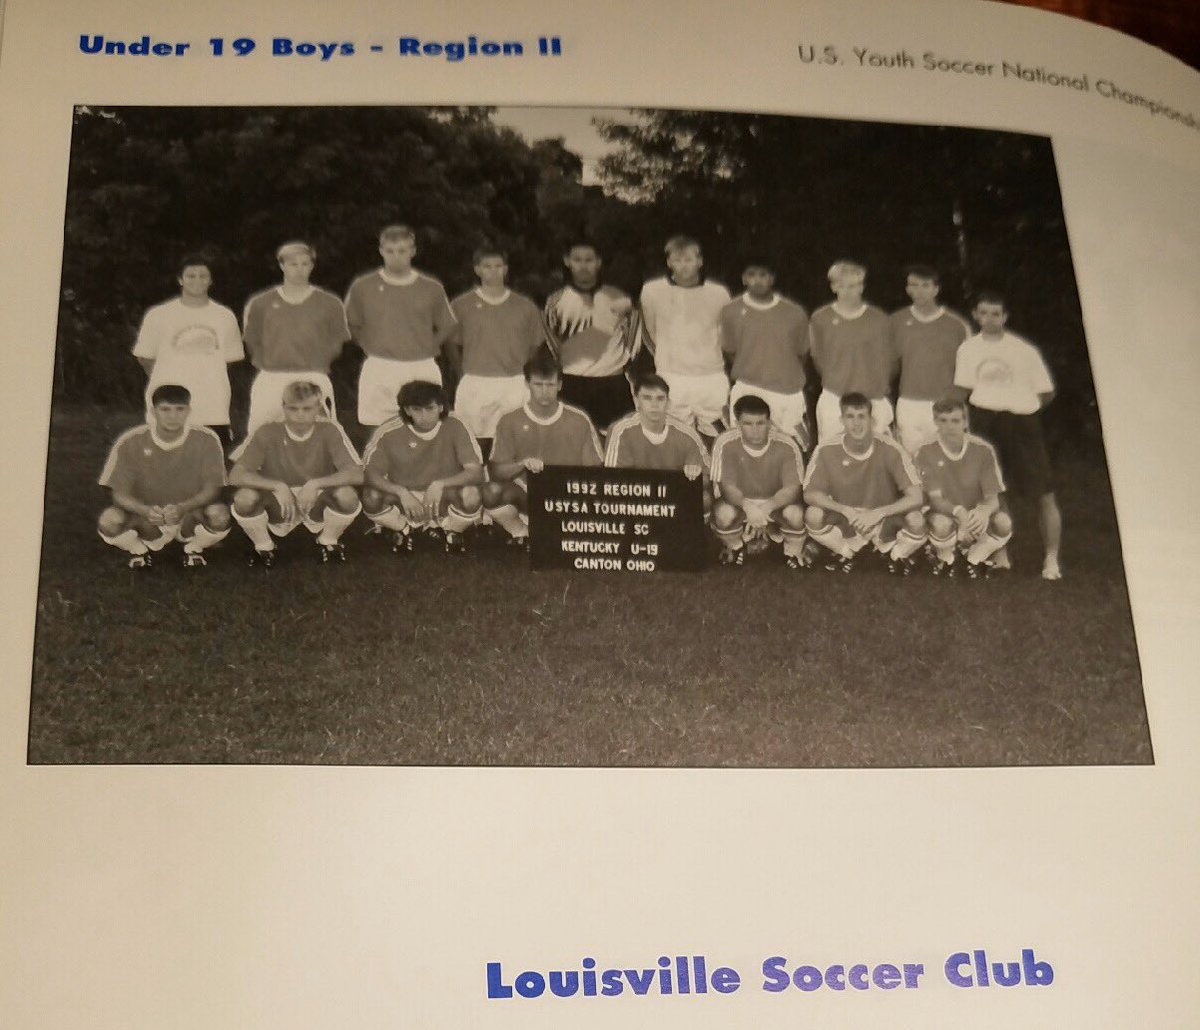 Under 19 Boys - Region II
U.S. Youth Soccer National Championsh
1992 REGION II
USYSA TOURNAMENT
LOUISVILLE SC
KENTUCKY U-19
CANTON OHIO
Louisville Soccer Club